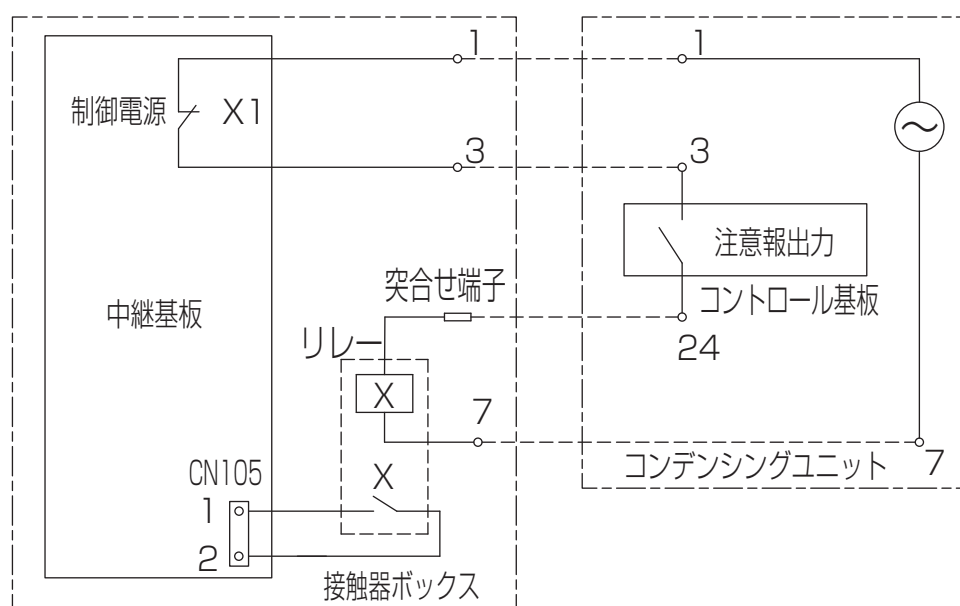 1
1
制御電源
X1
3
3
注意報出力
突合せ端子
コントロール基板
中継基板
リレー
24
X
7
コンデンシングユニット
7
CN105
X
1
2
接触器ボックス